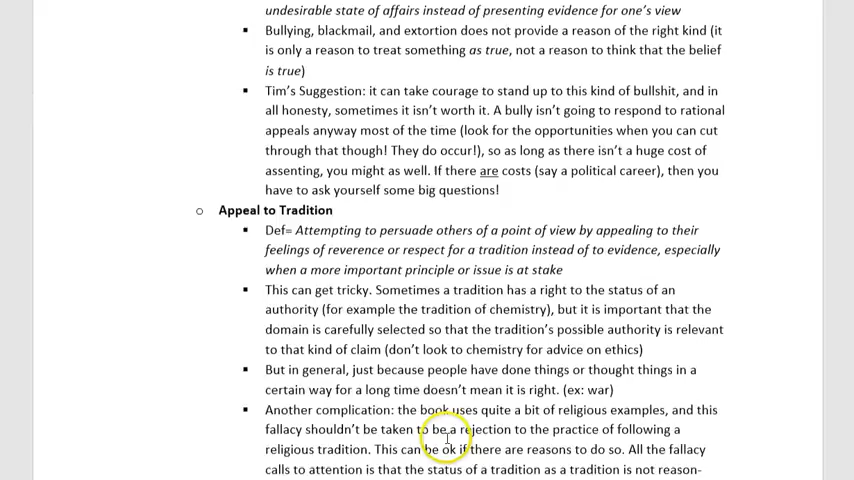 undesirable state of affairs instead of presenting evidence for one's view
▪ Bullying, blackmail, and extortion does not provide a reason of the right kind (it
is only a reason to treat something as true, not a reason to think that the belief
is true)
▪ Tim's Suggestion: it can take courage to stand up to this kind of bullshit, and in
all honesty, sometimes it isn't worth it. A bully isn't going to respond to rational
appeals anyway most of the time (look for the opportunities when you can cut
through that though! They do occur!), so as long as there isn't a huge cost of
assenting, you might as well. If there are costs (say a political career), then you
have to ask yourself some big questions!
o Appeal to Tradition
▪ Def= Attempting to persuade others of a point of view by appealing to their
feelings of reverence or respect for a tradition instead of to evidence, especially
when a more important principle or issue is at stake
▪ This can get tricky. Sometimes a tradition has a right to the status of an
authority (for example the tradition of chemistry), but it is important that the
domain is carefully selected so that the tradition's possible authority is relevant
to that kind of claim (don't look to chemistry for advice on ethics)
▪ But in general, just because people have done things or thought things in a
certain way for a long time doesn't mean it is right. (ex: war)
▪ Another complication: the book uses quite a bit of religious examples, and this
fallacy shouldn't be taken to be a rejection to the practice of following a
religious tradition. This can be ok if there are reasons to do so. All the fallacy
calls to attention is that the status of a tradition as a tradition is not reason-